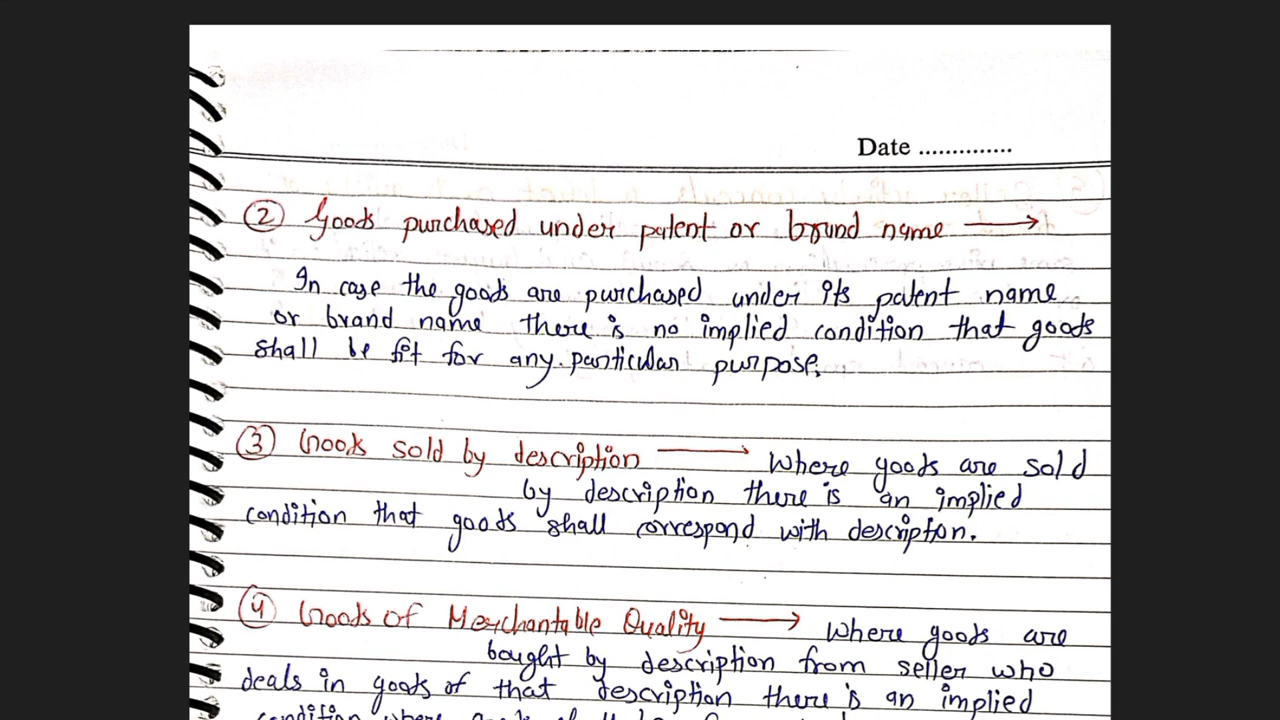 Date ..............
② Goods purchased under patent or brand name →
In case the goods are purchased under its patent name
or brand name there is no implied condition that goods
shall be fit for any particular purpose.
③ Goods sold by description → Where goods are sold
by description there is an implied
condition that goods shall correspond with description.
④ Goods of Merchantable Quality → Where goods are
bought by description from seller who
deals in goods of that description there is an implied
condition where goods